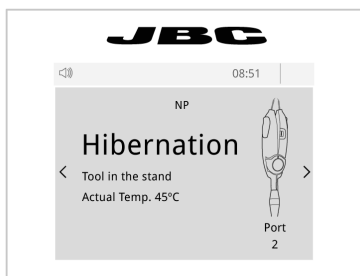 JBC
08:51
NP
Hibernation
Tool in the stand
Actual Temp. 45ºC
Port
2